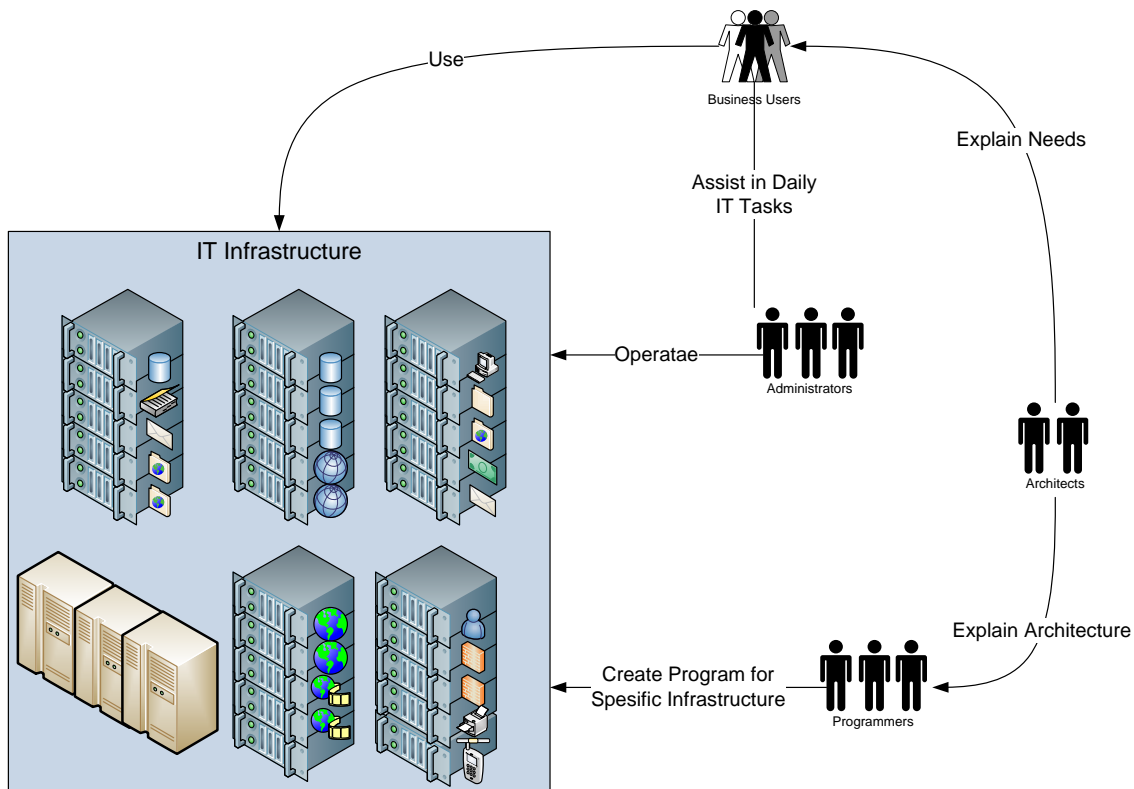 Use
Business Users
Explain Needs
Assist in Daily
IT Tasks
IT Infrastructure
Operatae
Administrators
Architects
Explain Architecture
Create Program for
Spesific Infrastructure
Programmers